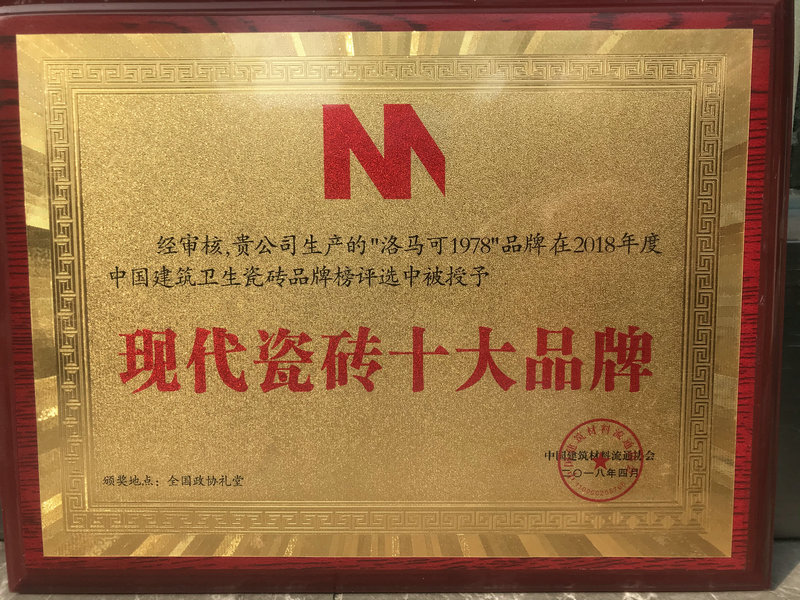 经审核,贵公司生产的"洛马可1978"品牌在2018年度
中国建筑卫生瓷砖品牌榜评选中被授予
现代瓷砖十大品牌
中国建筑材料流通协会
二〇一八年四月
颁奖地点：全国政协礼堂